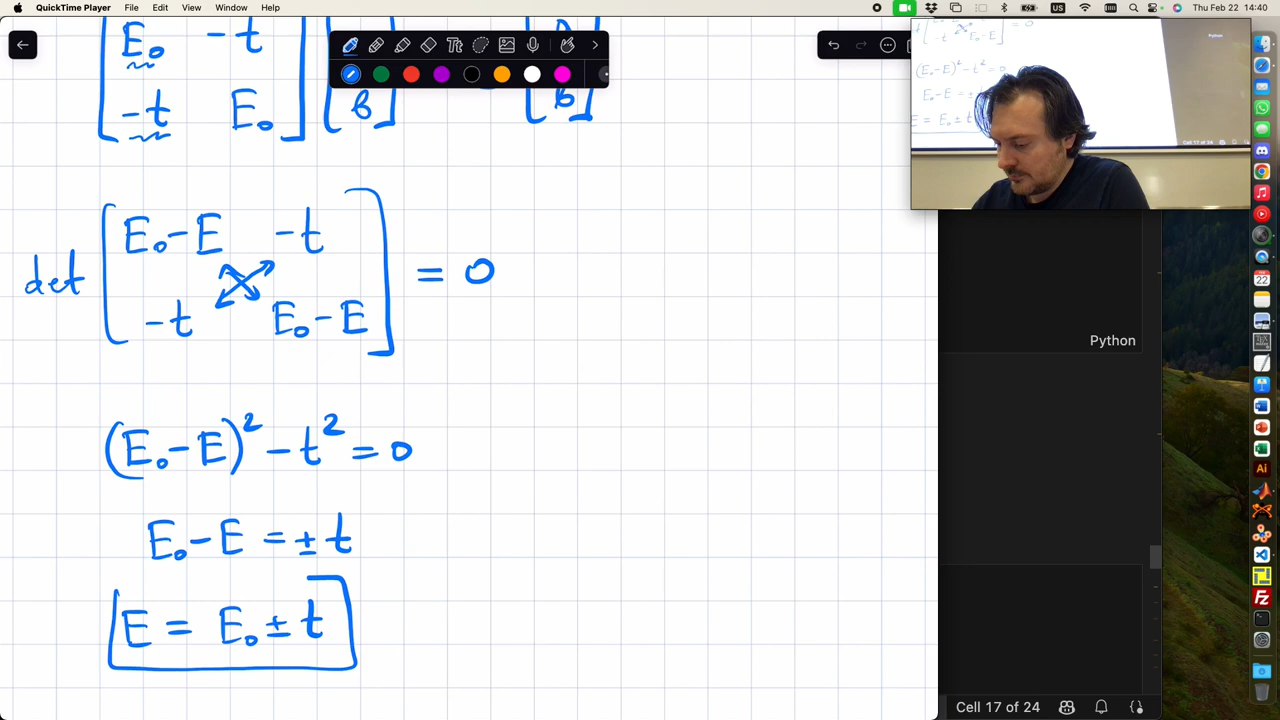 QuickTime Player File Edit View Window Help
Thu Feb 22 14:40
E₀ -t
-t E₀ b b
det [ E₀-E -t
-t E₀-E ] = 0
(E₀-E)² - t² = 0
E₀-E = ± t
E = E₀ ± t
Python
Cell 17 of 24